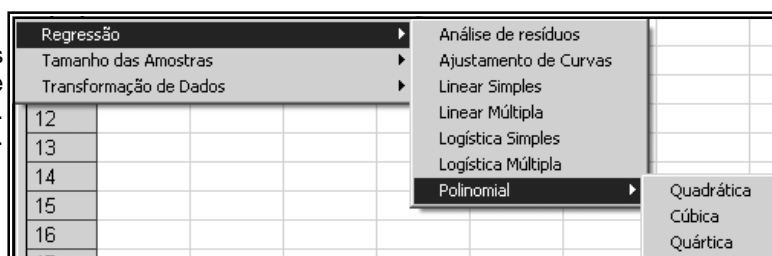 Regressão
Tamanho das Amostras
Transformação de Dados
Análise de resíduos
Ajustamento de Curvas
Linear Simples
Linear Múltipla
Logística Simples
Logística Múltipla
Polinomial
Quadrática
Cúbica
Quártica
12
13
14
15
16